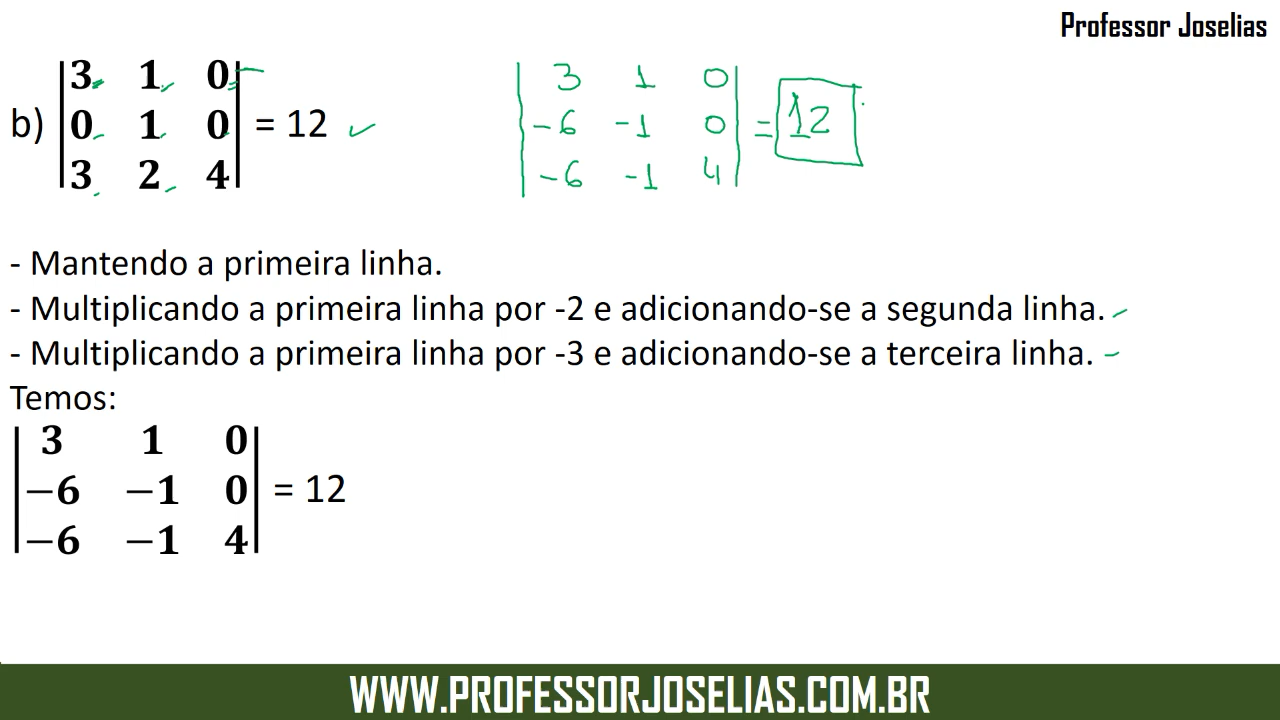 Professor Joselias
|3 1 0|
b) |0 1 0| = 12 ✓
|3 2 4|
|3 1 0|
|-6 -1 0| = 12
|-6 -1 4|
- Mantendo a primeira linha.
- Multiplicando a primeira linha por -2 e adicionando-se a segunda linha.
- Multiplicando a primeira linha por -3 e adicionando-se a terceira linha.
Temos:
|3 1 0|
|−6 −1 0| = 12
|−6 −1 4|
WWW.PROFESSORJOSELIAS.COM.BR